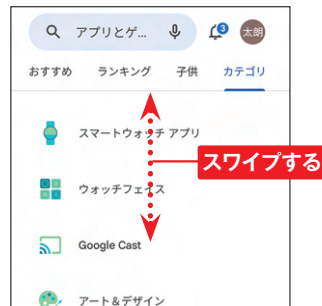 アプリとゲ...
3
太朗
おすすめ ランキング 子供 カテゴリ
スマートウォッチ アプリ
スワイプする
ウォッチフェイス
Google Cast
アート＆デザイン